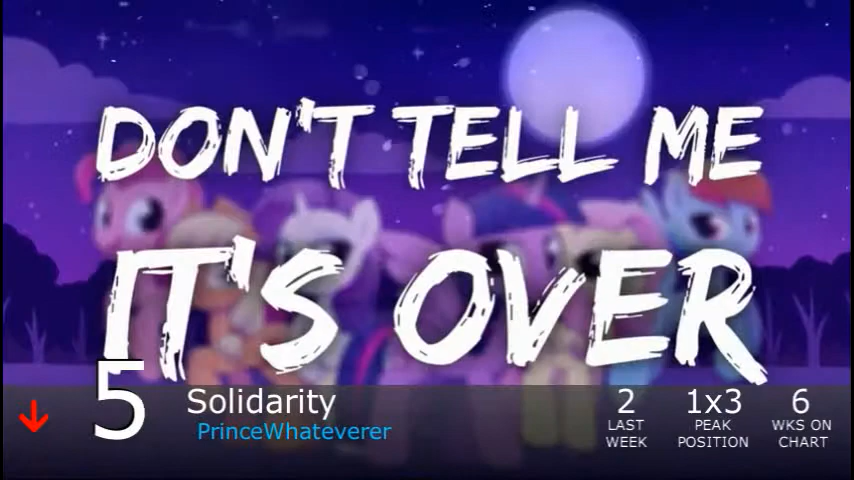 DON'T TELL ME
IT'S OVER
5
Solidarity
PrinceWhateverer
2
LAST
WEEK
1x3
PEAK
POSITION
6
WKS ON
CHART